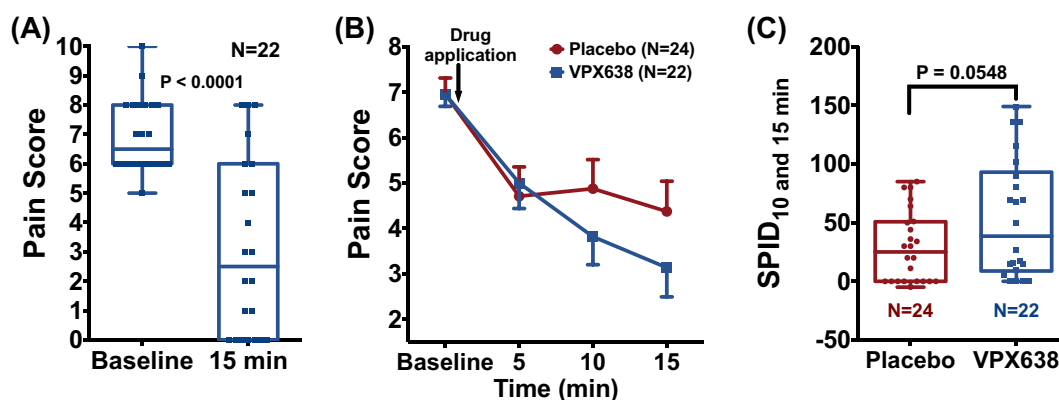 (A)
10
9
8
7
6
5
4
3
2
1
0
Pain Score
N=22
P < 0.0001
Baseline 15 min
(B)
8
7
6
5
4
3
2
Pain Score
Drug
application
Placebo (N=24)
VPX638 (N=22)
Baseline 5 10 15
Time (min)
(C)
200
150
100
50
0
-50
SPID10 and 15 min
P = 0.0548
N=24 N=22
Placebo VPX638